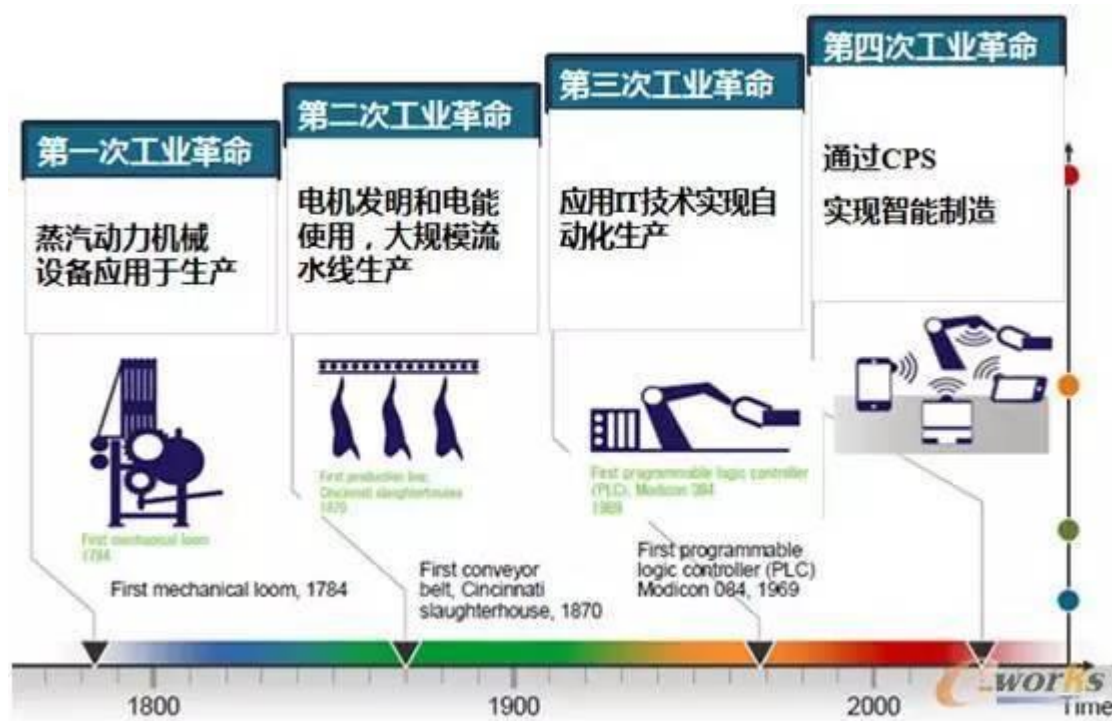 第一次工业革命
蒸汽动力机械
设备应用于生产
第二次工业革命
电机发明和电能
使用，大规模流
水线生产
第三次工业革命
应用IT技术实现自
动化生产
第四次工业革命
通过CPS
实现智能制造
First mechanical loom
1784
First production line,
Cincinnati slaughterhouse
1870
First programmable logic controller
(PLC), Modicon 084
1969
First mechanical loom, 1784
First conveyor
belt, Cincinnati
slaughterhouse, 1870
First programmable
logic controller (PLC)
Modicon 084, 1969
1800
1900
2000
Time
e-works